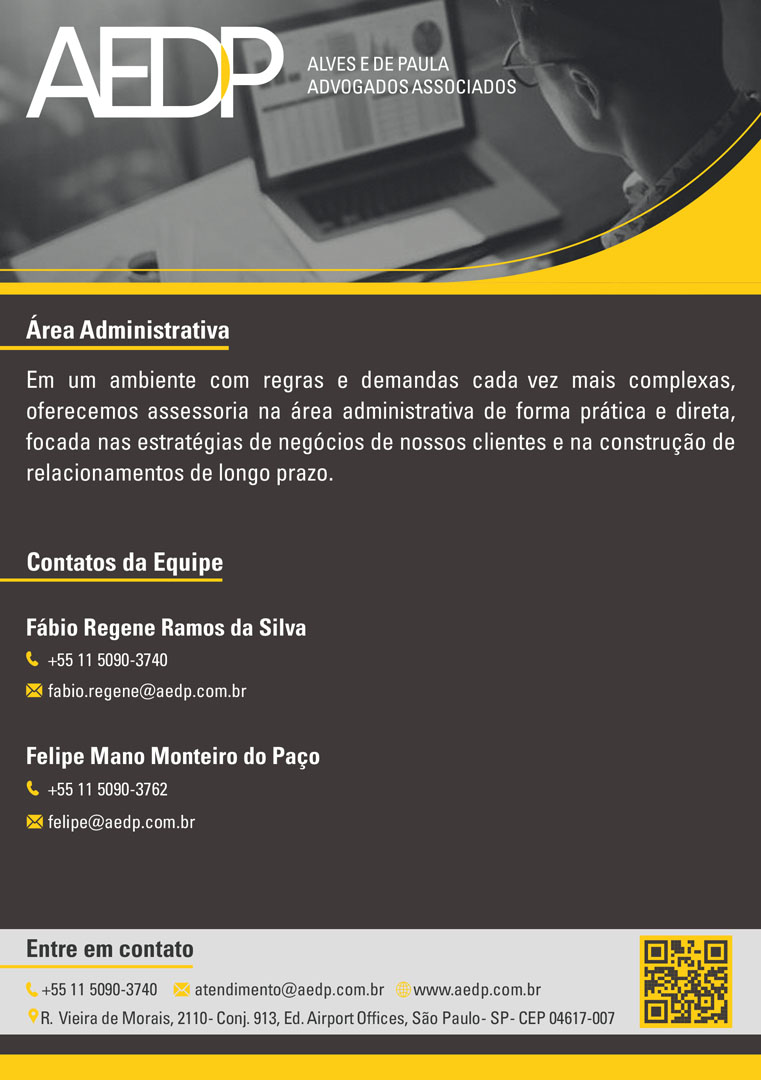 AEDP
ALVES E DE PAULA
ADVOGADOS ASSOCIADOS
Área Administrativa
Em um ambiente com regras e demandas cada vez mais complexas,
oferecemos assessoria na área administrativa de forma prática e direta,
focada nas estratégias de negócios de nossos clientes e na construção de
relacionamentos de longo prazo.
Contatos da Equipe
Fábio Regene Ramos da Silva
+55 11 5090-3740
fabio.regene@aedp.com.br
Felipe Mano Monteiro do Paço
+55 11 5090-3762
felipe@aedp.com.br
Entre em contato
+55 11 5090-3740 atendimento@aedp.com.br www.aedp.com.br
R. Vieira de Morais, 2110- Conj. 913, Ed. Airport Offices, São Paulo- SP- CEP 04617-007